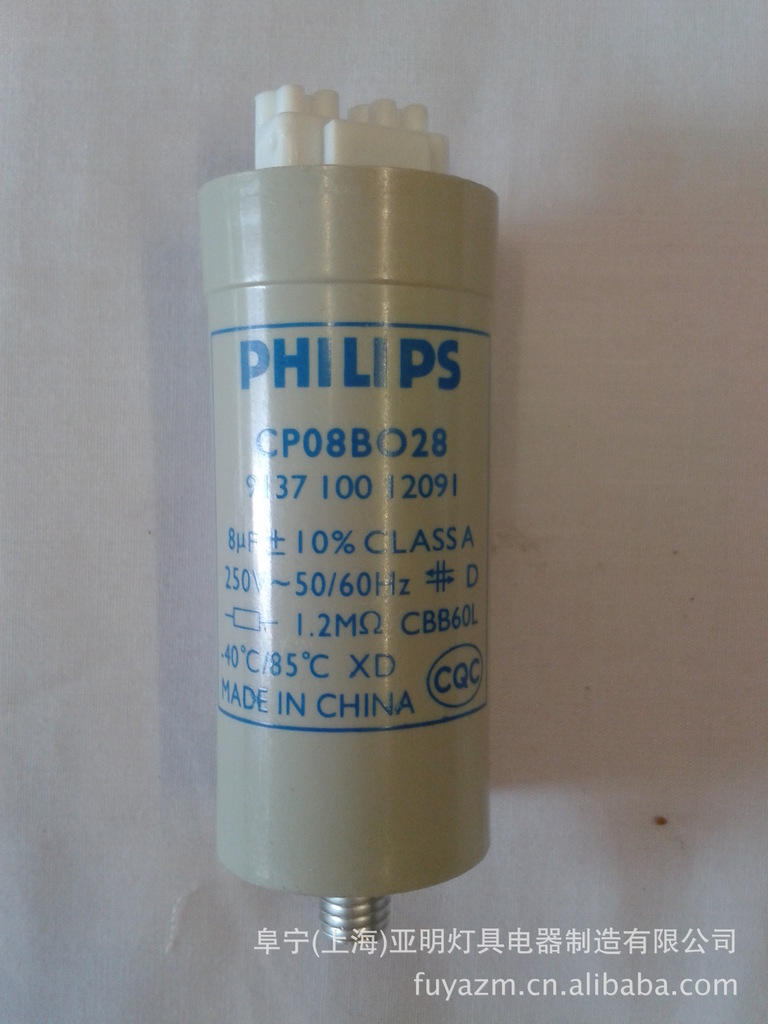 PHILIPS
CP08BO28
9137 100 12091
8µF ± 10% CLASS A
250V~50/60Hz D
1.2MΩ CBB60L
-40°C/85°C XD
CQC
MADE IN CHINA
阜宁(上海)亚明灯具电器制造有限公司
fuyazm.cn.alibaba.com